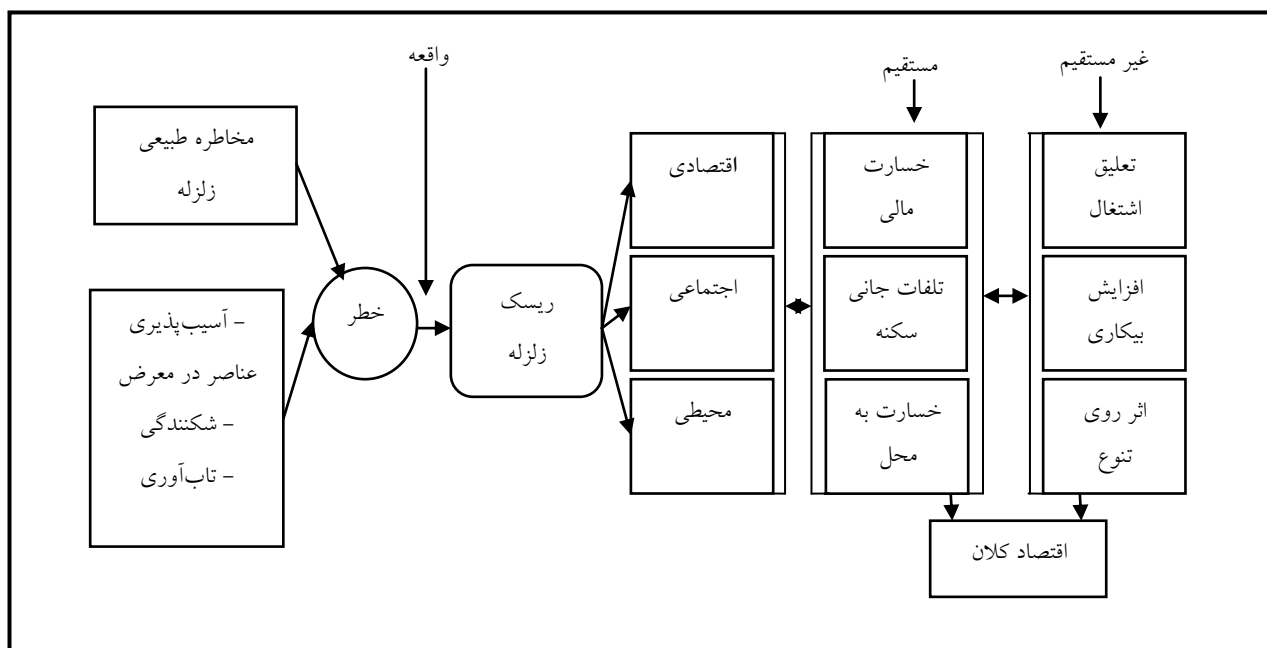 واقعه
مستقیم
غیر مستقیم
مخاطره طبیعی
زلزله
- آسیب‌پذیری
عناصر در معرض
- شکنندگی
- تاب‌آوری
خطر
ریسک
زلزله
اقتصادی
اجتماعی
محیطی
خسارت
مالی
تلفات جانی
سکنه
خسارت به
محل
تعلیق
اشتغال
افزایش
بیکاری
اثر روی
تنوع
اقتصاد کلان